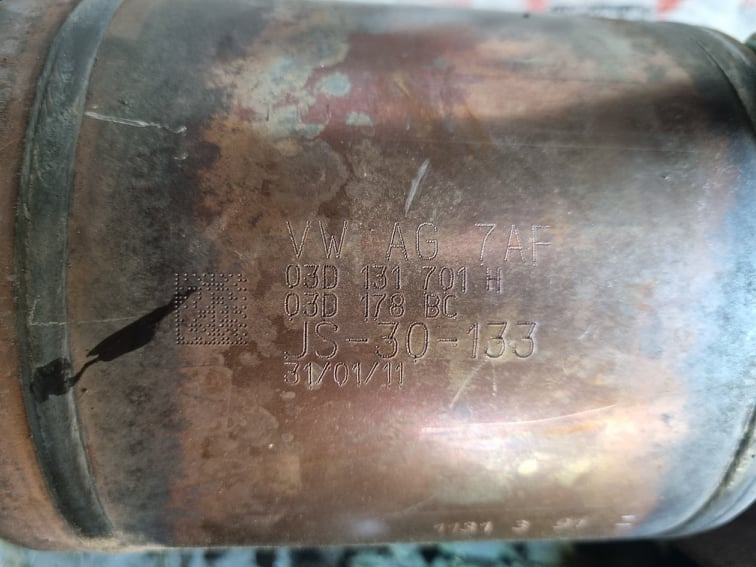 VW AG 7AF
03D 131 701 H
03D 178 BC
JS-30-133
31/01/11